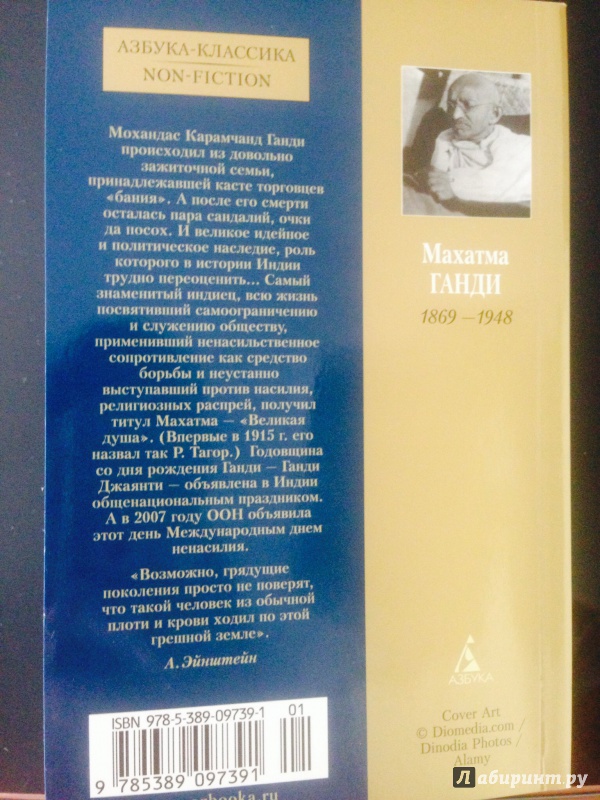 АЗБУКА-КЛАССИКА
NON-FICTION
Мохандас Карамчанд Ганди
происходил из довольно
зажиточной семьи,
принадлежавшей касте торговцев
«бания». А после его смерти
осталась пара сандалий, очки
да посох. И великое идейное
и политическое наследие, роль
которого в истории Индии
трудно переоценить... Самый
знаменитый индиец, всю жизнь
посвятивший самоограничению
и служению обществу,
применивший ненасильственное
сопротивление как средство
борьбы и неустанно
выступавший против насилия,
религиозных распрей, получил
титул Махатма — «Великая
душа». (Впервые в 1915 г. его
назвал так Р. Тагор.) Годовщина
со дня рождения Ганди — Ганди
Джаянти — объявлена в Индии
общенациональным праздником.
А в 2007 году ООН объявила
этот день Международным днем
ненасилия.
«Возможно, грядущие
поколения просто не поверят,
что такой человек из обычной
плоти и крови ходил по этой
грешной земле».
А. Эйнштейн
ISBN 978-5-389-09739-1
01
9 785389 097391
Махатма
ГАНДИ
1869 — 1948
АЗБУКА
Cover Art
© Diomedia.com /
Dinodia Photos /
Alamy
Лабиринт.ру